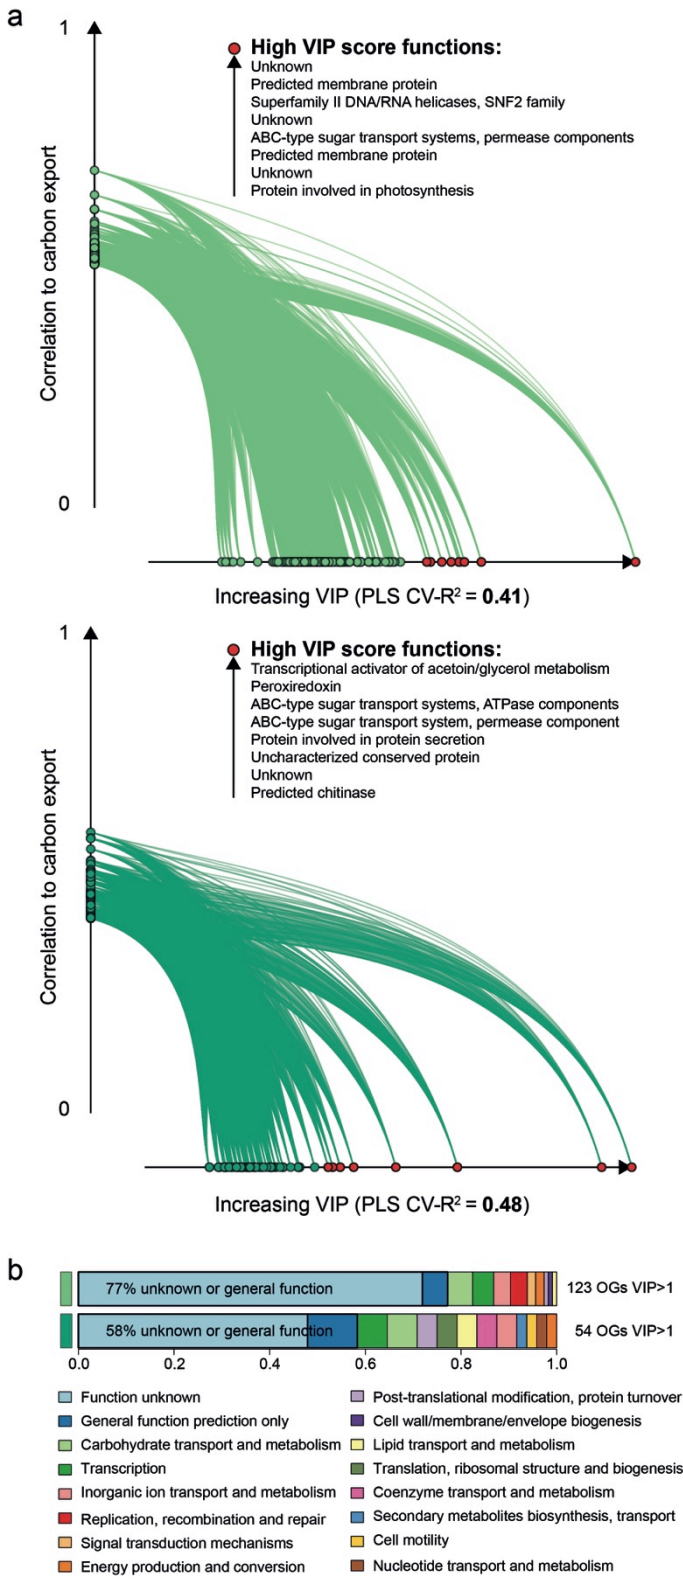 a
1
High VIP score functions:
Unknown
Predicted membrane protein
Superfamily II DNA/RNA helicases, SNF2 family
Unknown
ABC-type sugar transport systems, permease components
Predicted membrane protein
Unknown
Protein involved in photosynthesis
Correlation to carbon export
0
Increasing VIP (PLS CV-R² = 0.41)
1
High VIP score functions:
Transcriptional activator of acetoin/glycerol metabolism
Peroxiredoxin
ABC-type sugar transport systems, ATPase components
ABC-type sugar transport system, permease component
Protein involved in protein secretion
Uncharacterized conserved protein
Unknown
Predicted chitinase
Correlation to carbon export
0
Increasing VIP (PLS CV-R² = 0.48)
b
77% unknown or general function
123 OGs VIP>1
58% unknown or general function
54 OGs VIP>1
0.0 0.2 0.4 0.6 0.8 1.0
Function unknown
General function prediction only
Carbohydrate transport and metabolism
Transcription
Inorganic ion transport and metabolism
Replication, recombination and repair
Signal transduction mechanisms
Energy production and conversion
Post-translational modification, protein turnover
Cell wall/membrane/envelope biogenesis
Lipid transport and metabolism
Translation, ribosomal structure and biogenesis
Coenzyme transport and metabolism
Secondary metabolites biosynthesis, transport
Cell motility
Nucleotide transport and metabolism